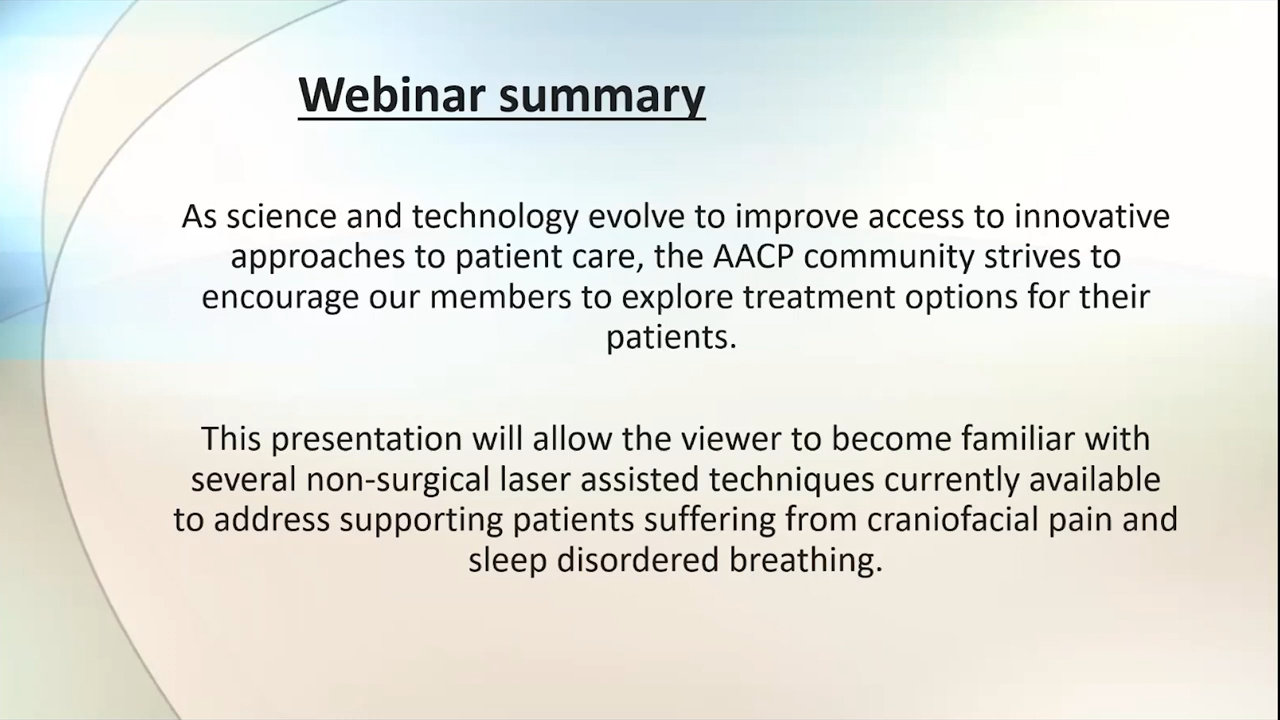 Webinar summary
As science and technology evolve to improve access to innovative
approaches to patient care, the AACP community strives to
encourage our members to explore treatment options for their
patients.
This presentation will allow the viewer to become familiar with
several non-surgical laser assisted techniques currently available
to address supporting patients suffering from craniofacial pain and
sleep disordered breathing.